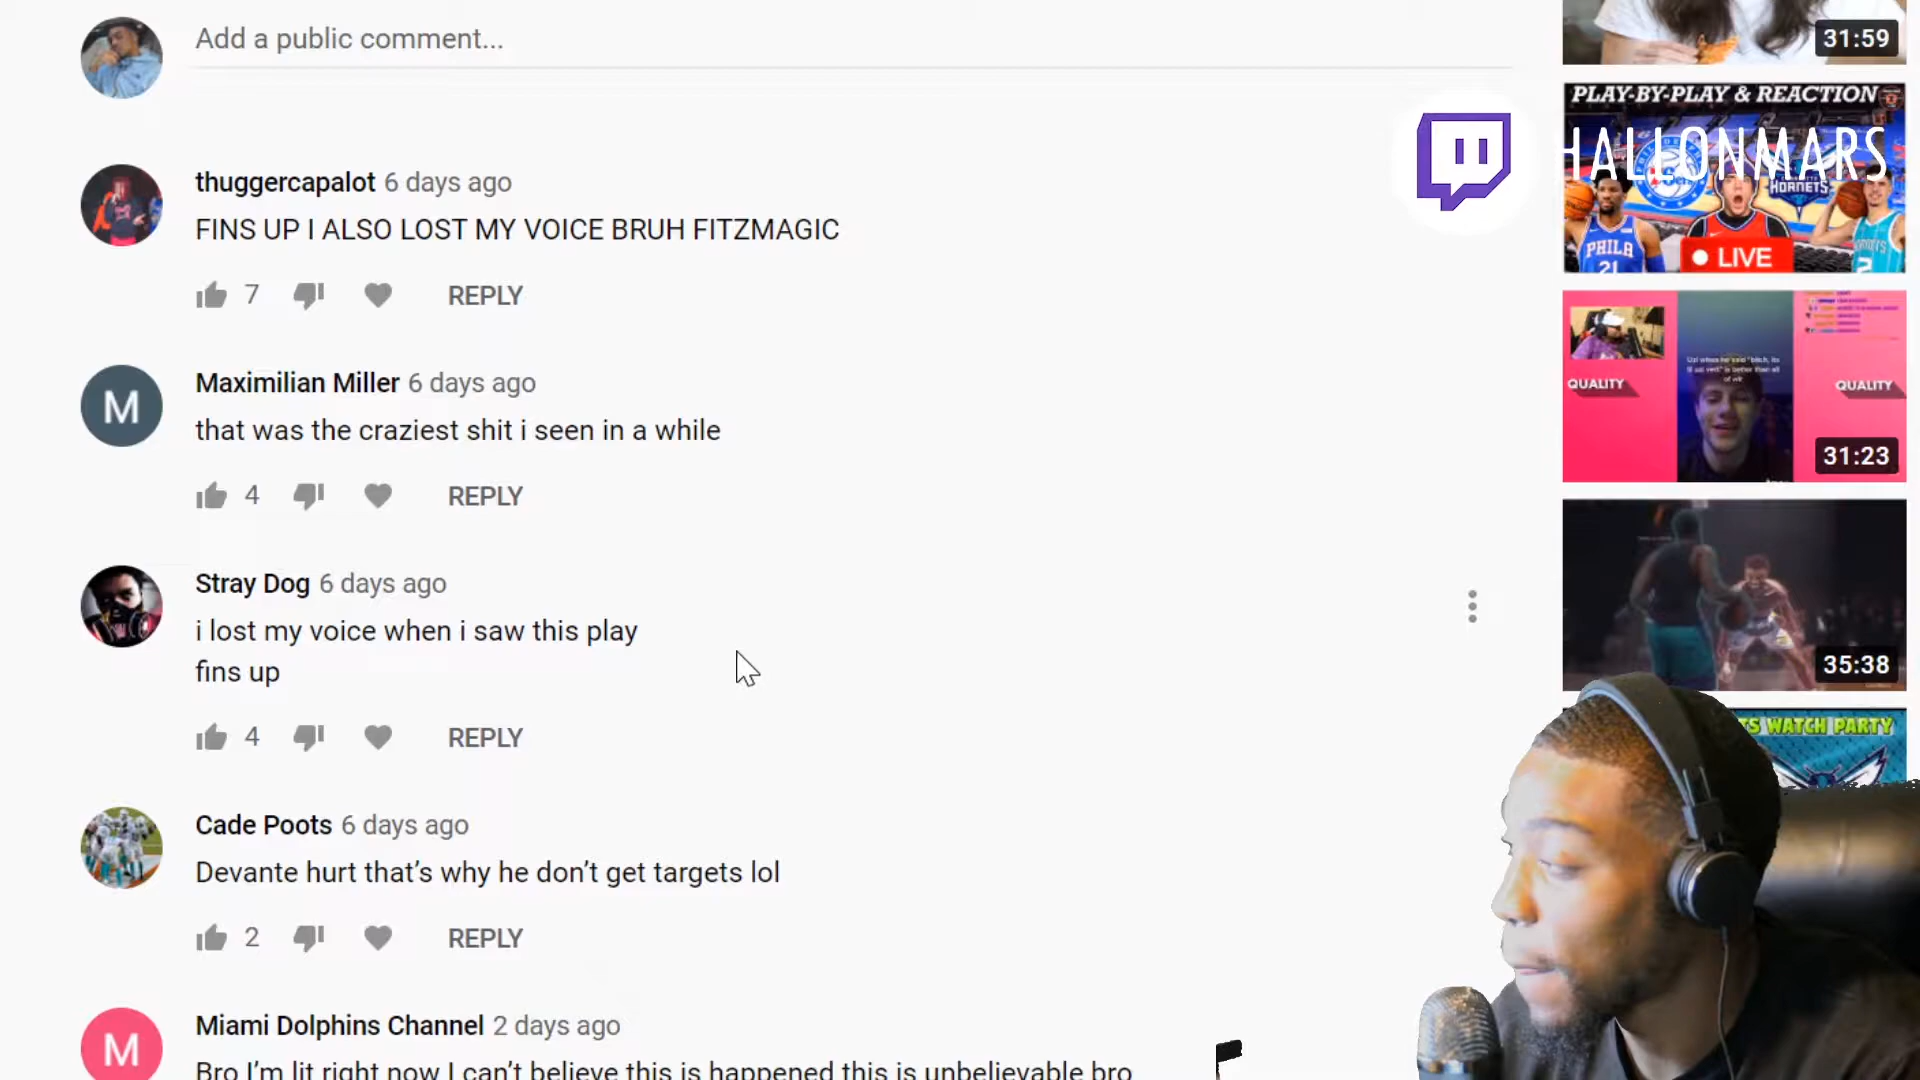 Add a public comment...
31:59
PLAY-BY-PLAY & REACTION
HALLONMARS
HORNETS
PHILA
21
2
LIVE
thuggercapalot 6 days ago
FINS UP I ALSO LOST MY VOICE BRUH FITZMAGIC
7 REPLY
QUALITY
QUALITY
31:23
Maximilian Miller 6 days ago
M
that was the craziest shit i seen in a while
4 REPLY
Stray Dog 6 days ago
i lost my voice when i saw this play
fins up
4 REPLY
35:38
TS WATCH PARTY
Cade Poots 6 days ago
Devante hurt that’s why he don’t get targets lol
2 REPLY
Miami Dolphins Channel 2 days ago
M
Bro I’m lit right now I can’t believe this is happened this is unbelievable bro